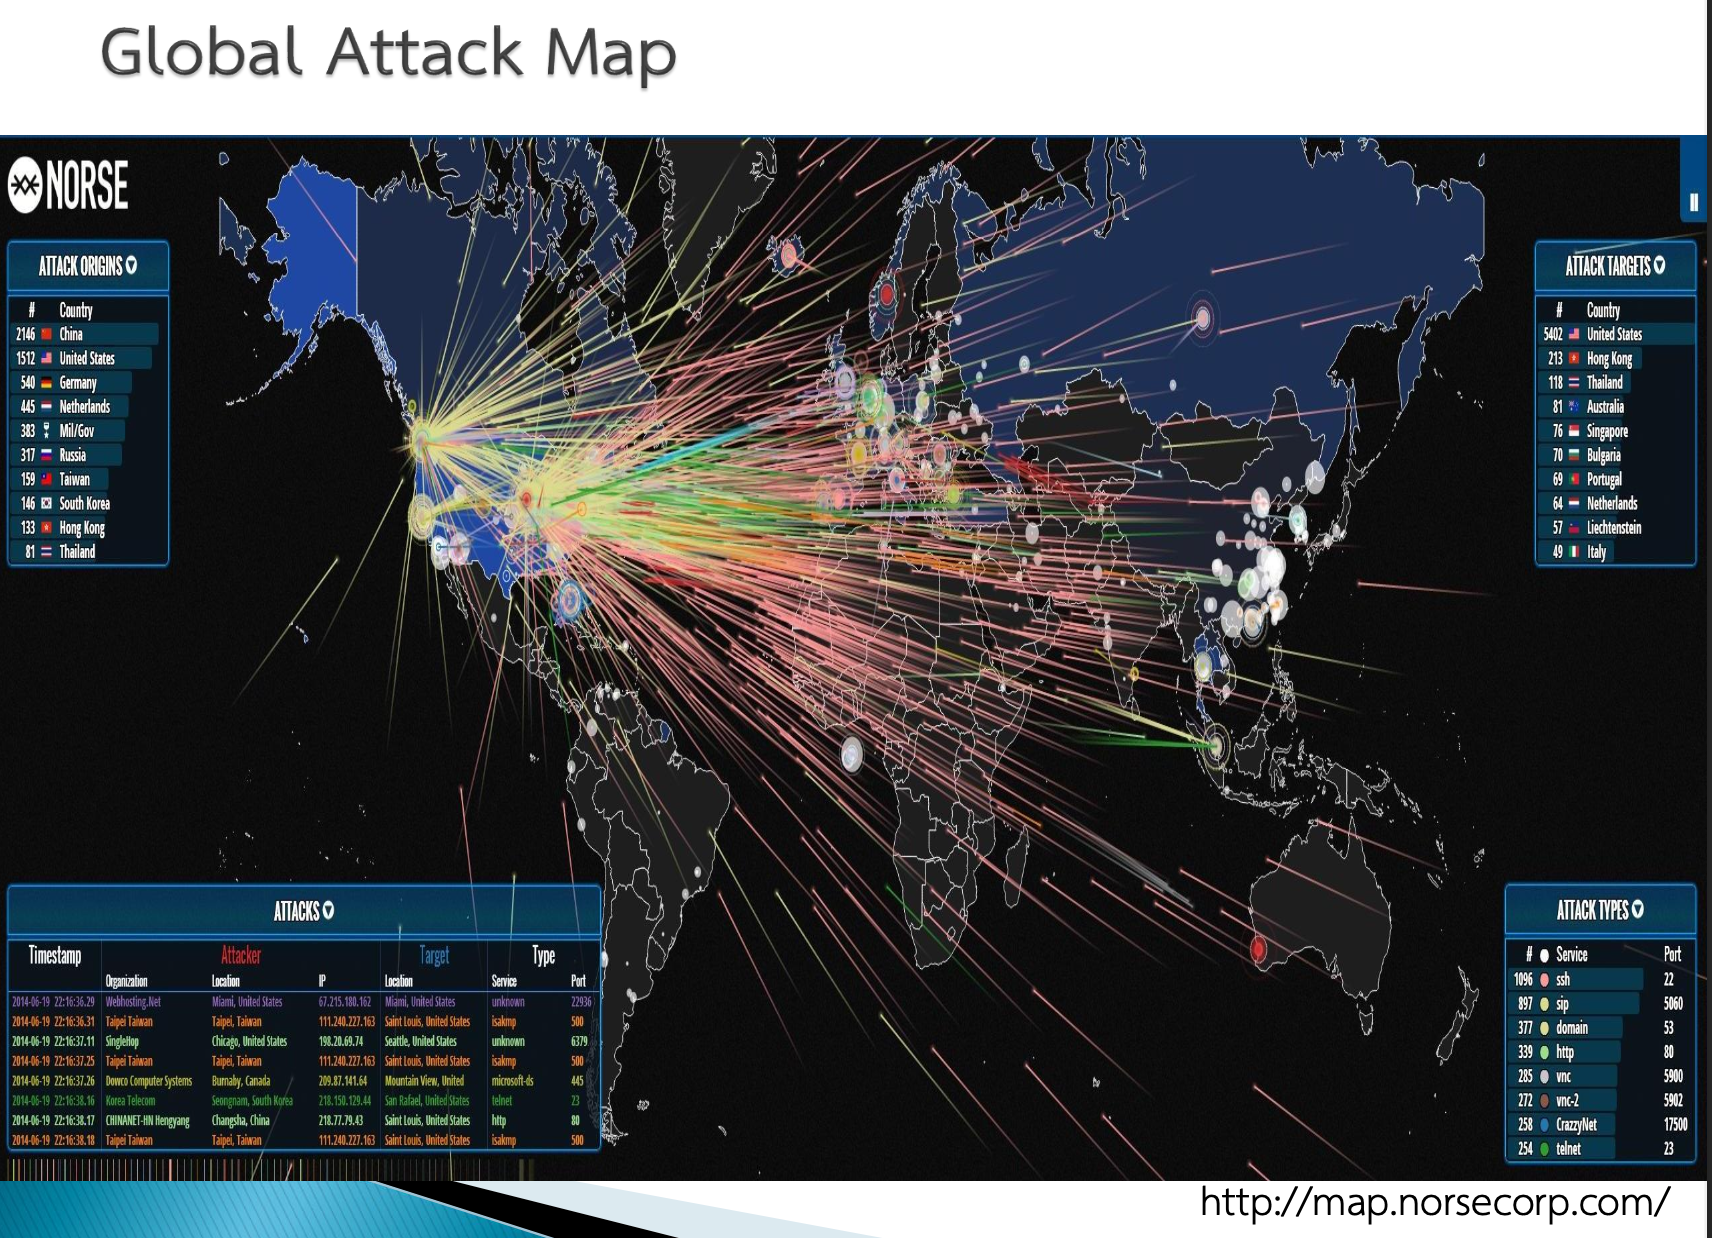 Global Attack Map
NORSE
ATTACK ORIGINS
# Country
2146 China
1512 United States
540 Germany
445 Netherlands
383 Mil/Gov
317 Russia
159 Taiwan
146 South Korea
133 Hong Kong
81 Thailand
ATTACK TARGETS
# Country
5402 United States
213 Hong Kong
118 Thailand
81 Australia
76 Singapore
70 Bulgaria
69 Portugal
64 Netherlands
57 Liechtenstein
49 Italy
ATTACKS
Timestamp Attacker Target Type
Organization Location IP Location Service Port
2014-06-19 22:16:36.29 Webhosting.Net Miami, United States 67.215.180.162 Miami, United States unknown 22936
2014-06-19 22:16:36.31 Taipei Taiwan Taipei, Taiwan 111.240.227.163 Saint Louis, United States isakmp 500
2014-06-19 22:16:37.11 SingleHop Chicago, United States 198.20.69.74 Seattle, United States unknown 6379
2014-06-19 22:16:37.25 Taipei Taiwan Taipei, Taiwan 111.240.227.163 Saint Louis, United States isakmp 500
2014-06-19 22:16:37.26 Dowco Computer Systems Burnaby, Canada 209.87.141.64 Mountain View, United microsoft-ds 445
2014-06-19 22:16:38.16 Korea Telecom Seongnam, South Korea 218.150.129.44 San Rafael, United States telnet 23
2014-06-19 22:16:38.17 CHINANET-HN Hengyang Changsha, China 218.77.79.43 Saint Louis, United States http 80
2014-06-19 22:16:38.18 Taipei Taiwan Taipei, Taiwan 111.240.227.163 Saint Louis, United States isakmp 500
ATTACK TYPES
# Service Port
1096 ssh 22
897 sip 5060
377 domain 53
339 http 80
285 vnc 5900
272 vnc-2 5902
258 CrazzyNet 17500
254 telnet 23
http://map.norsecorp.com/